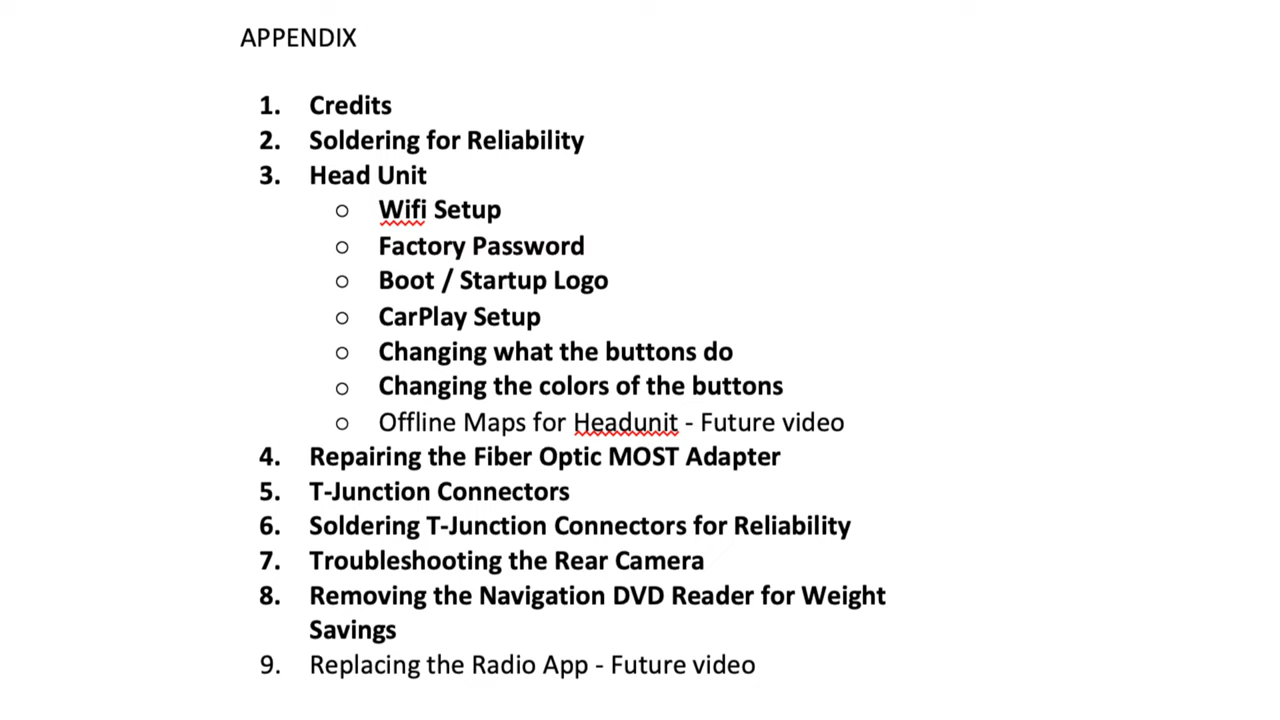 APPENDIX
1. Credits
2. Soldering for Reliability
3. Head Unit
○ Wifi Setup
○ Factory Password
○ Boot / Startup Logo
○ CarPlay Setup
○ Changing what the buttons do
○ Changing the colors of the buttons
○ Offline Maps for Headunit - Future video
4. Repairing the Fiber Optic MOST Adapter
5. T-Junction Connectors
6. Soldering T-Junction Connectors for Reliability
7. Troubleshooting the Rear Camera
8. Removing the Navigation DVD Reader for Weight
Savings
9. Replacing the Radio App - Future video